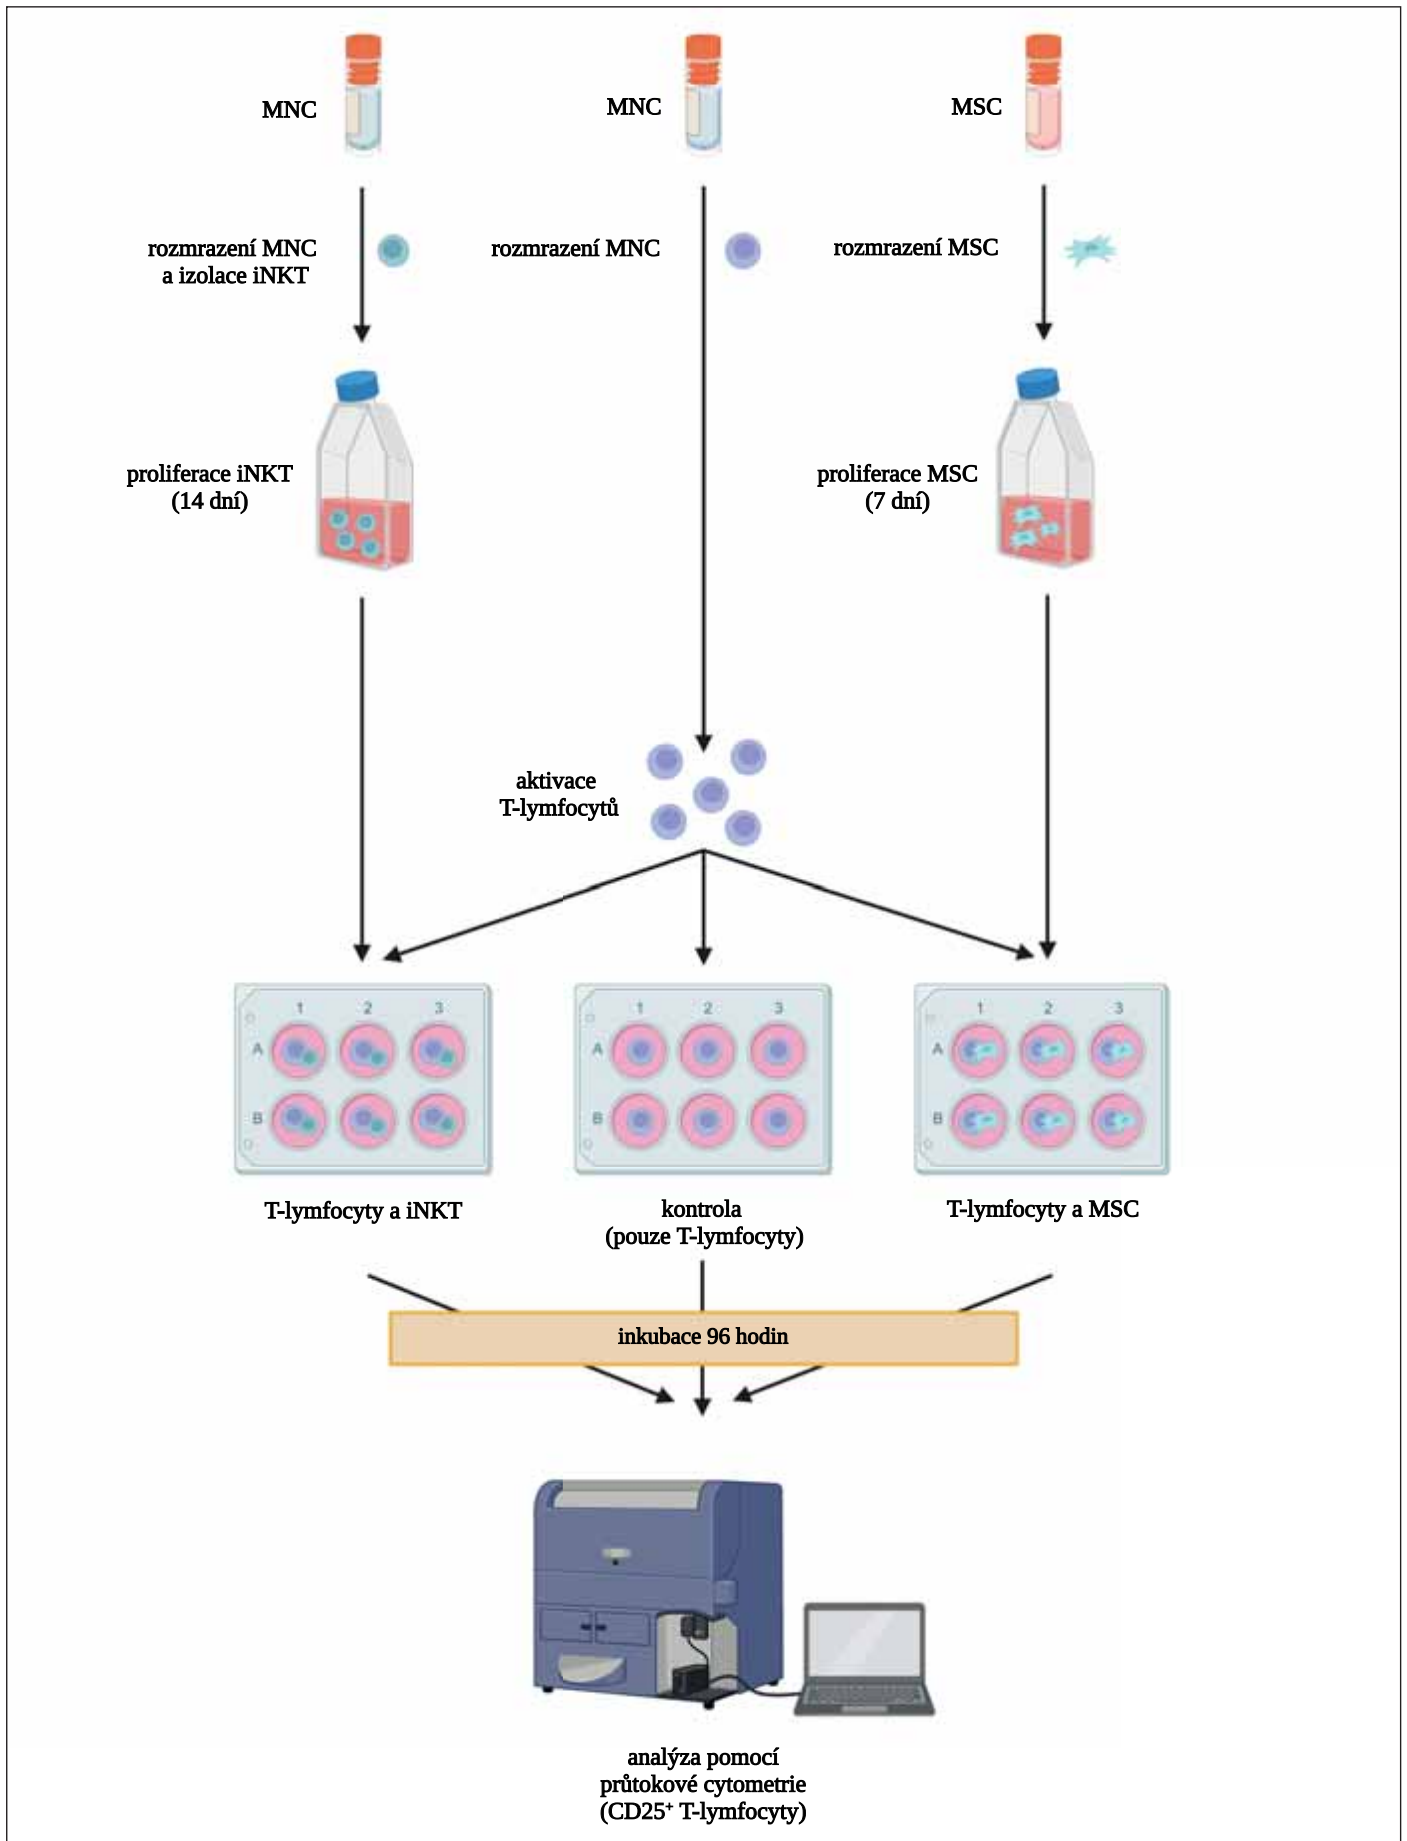 MNC
MNC
MSC
rozmrazení MNC
a izolace iNKT
rozmrazení MNC
rozmrazení MSC
proliferace iNKT
(14 dní)
proliferace MSC
(7 dní)
aktivace
T-lymfocytů
1 2 3
A
B
1 2 3
A
B
1 2 3
A
B
T-lymfocyty a iNKT
kontrola
(pouze T-lymfocyty)
T-lymfocyty a MSC
inkubace 96 hodin
analýza pomocí
průtokové cytometrie
(CD25⁺ T-lymfocyty)